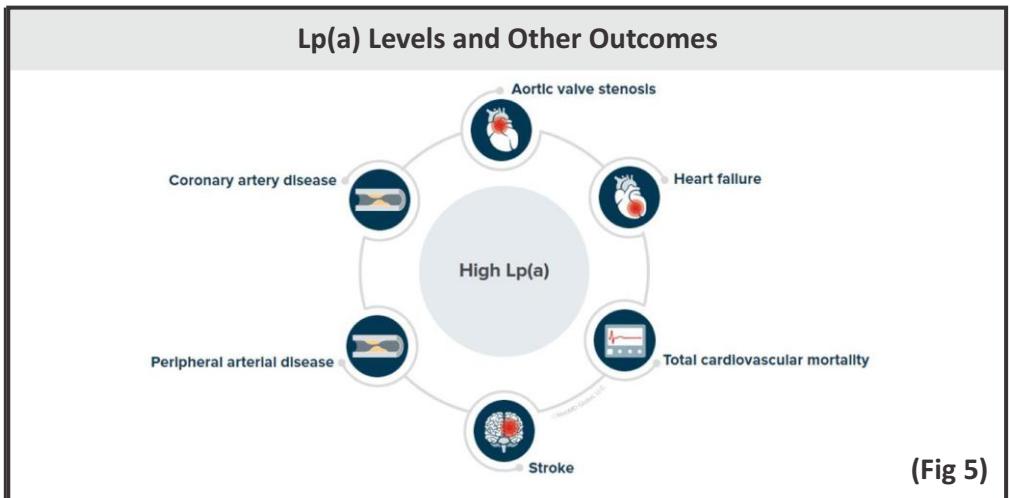 Lp(a) Levels and Other Outcomes
Aortic valve stenosis
Coronary artery disease
Heart failure
High Lp(a)
Peripheral arterial disease
Total cardiovascular mortality
Stroke
(Fig 5)